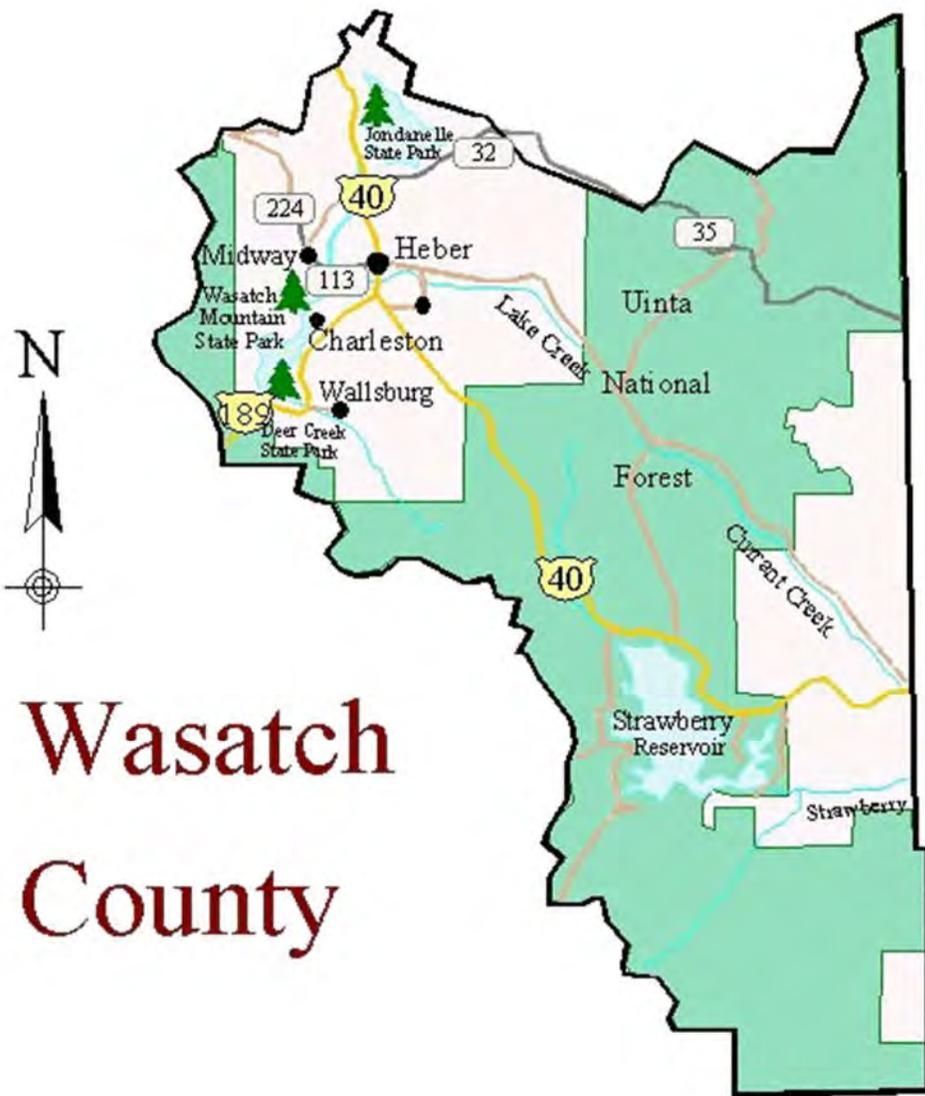 Jondanelle
State Park
32
40
224
35
Midway
Heber
113
Uinta
Wasatch
Mountain
State Park
Lake Creek
Charleston
N
National
Wallsburg
189
Deer Creek
State Park
Forest
Currant Creek
40
Wasatch
Strawberry
Reservoir
Strawberry
County